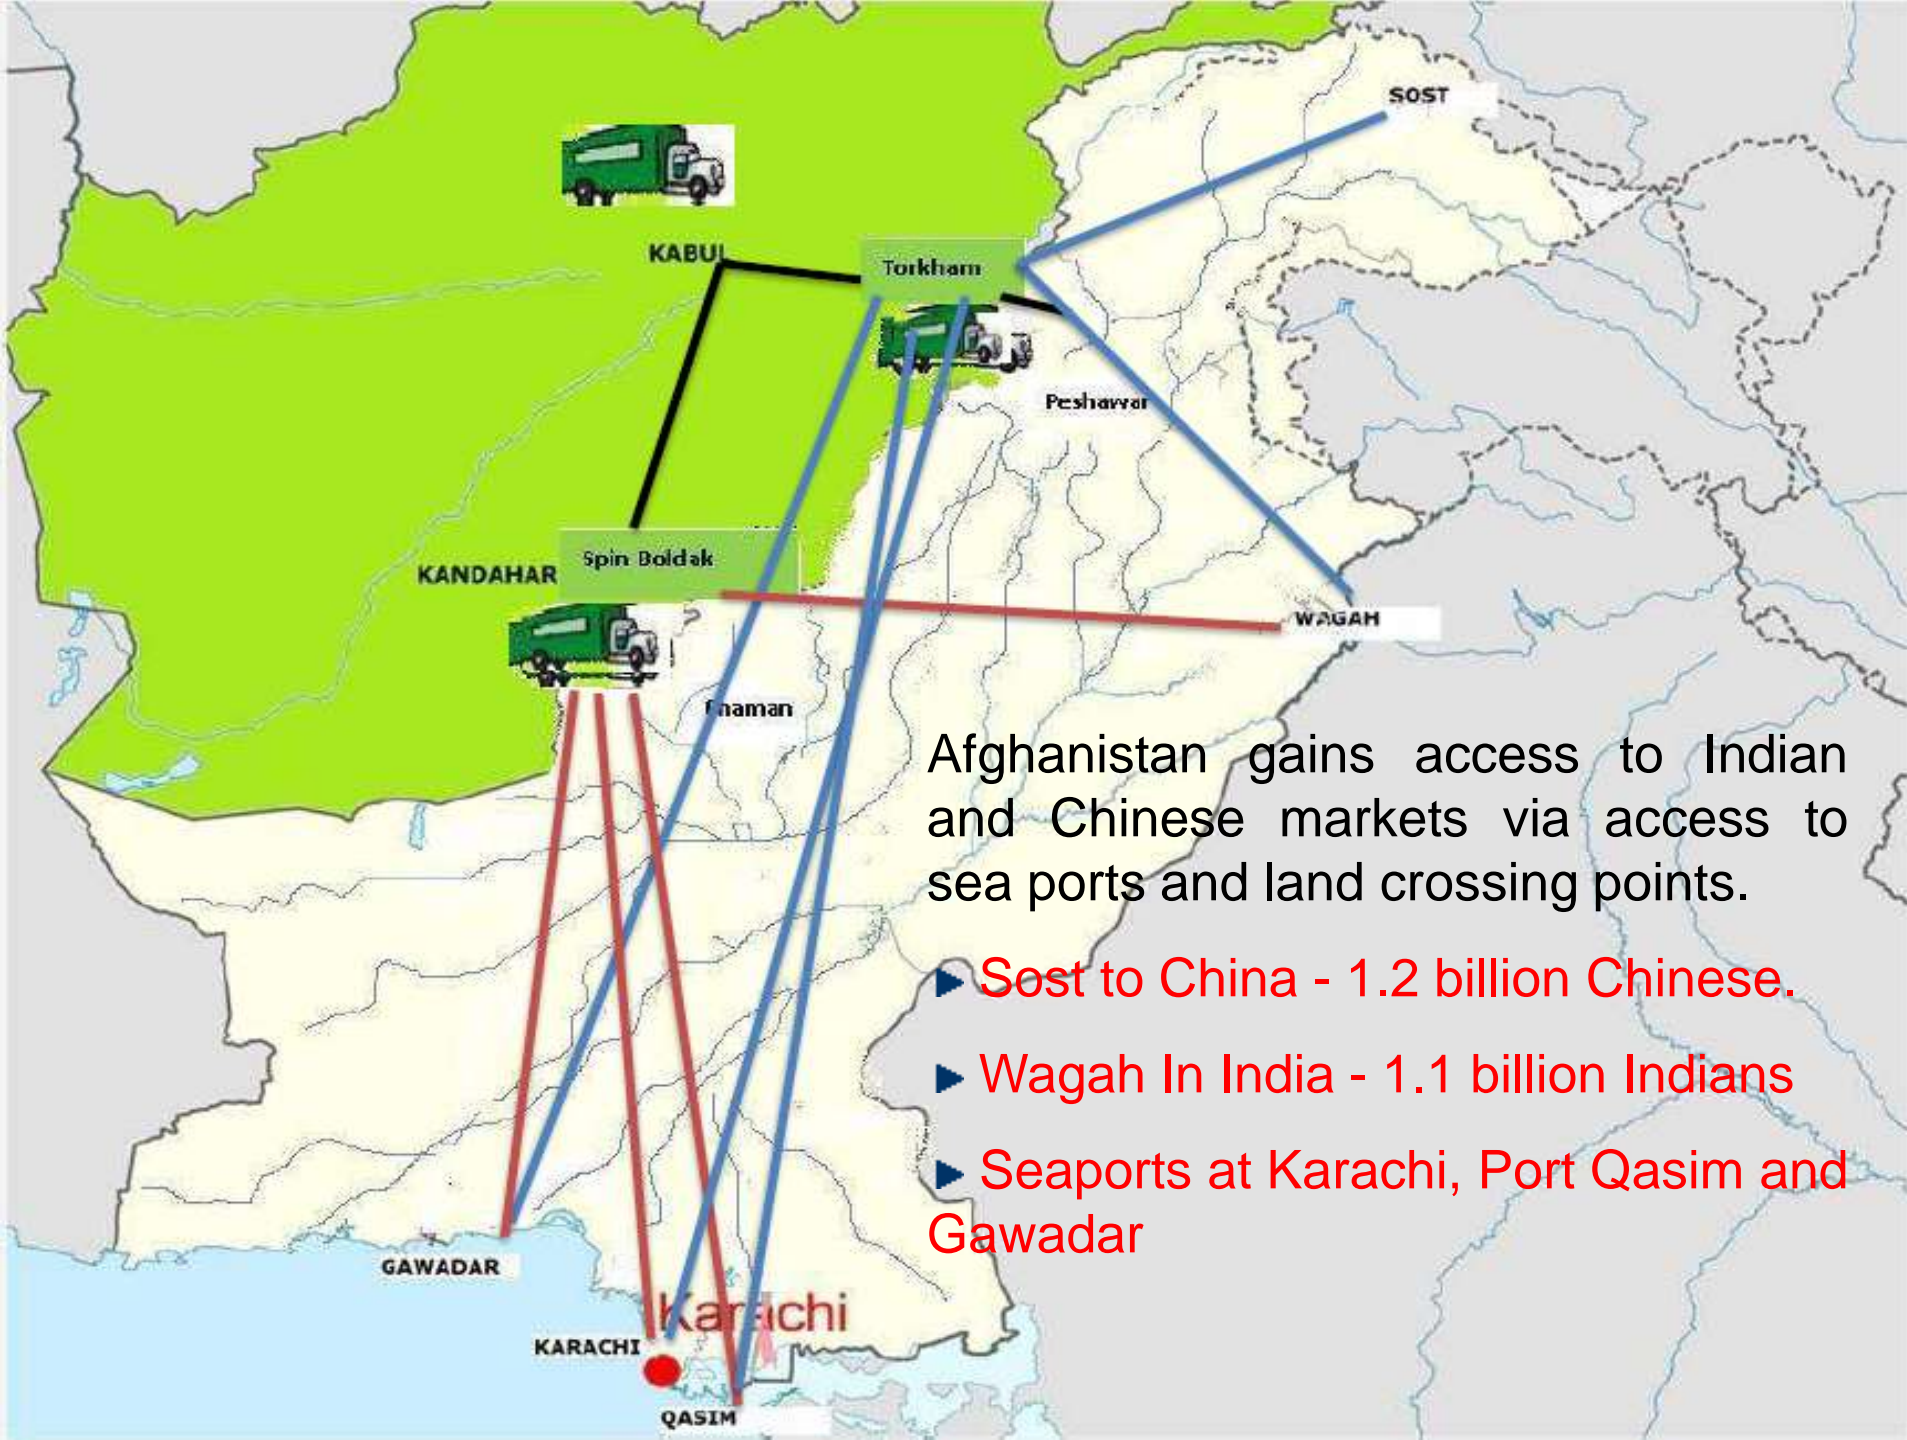 SOST
KABUL
Torkham
Peshawar
Spin Boldak
KANDAHAR
WAGAH
Chaman
Afghanistan gains access to Indian
and Chinese markets via access to
sea ports and land crossing points.
Sost to China - 1.2 billion Chinese.
Wagah In India - 1.1 billion Indians
Seaports at Karachi, Port Qasim and
Gawadar
GAWADAR
Karachi
KARACHI
QASIM